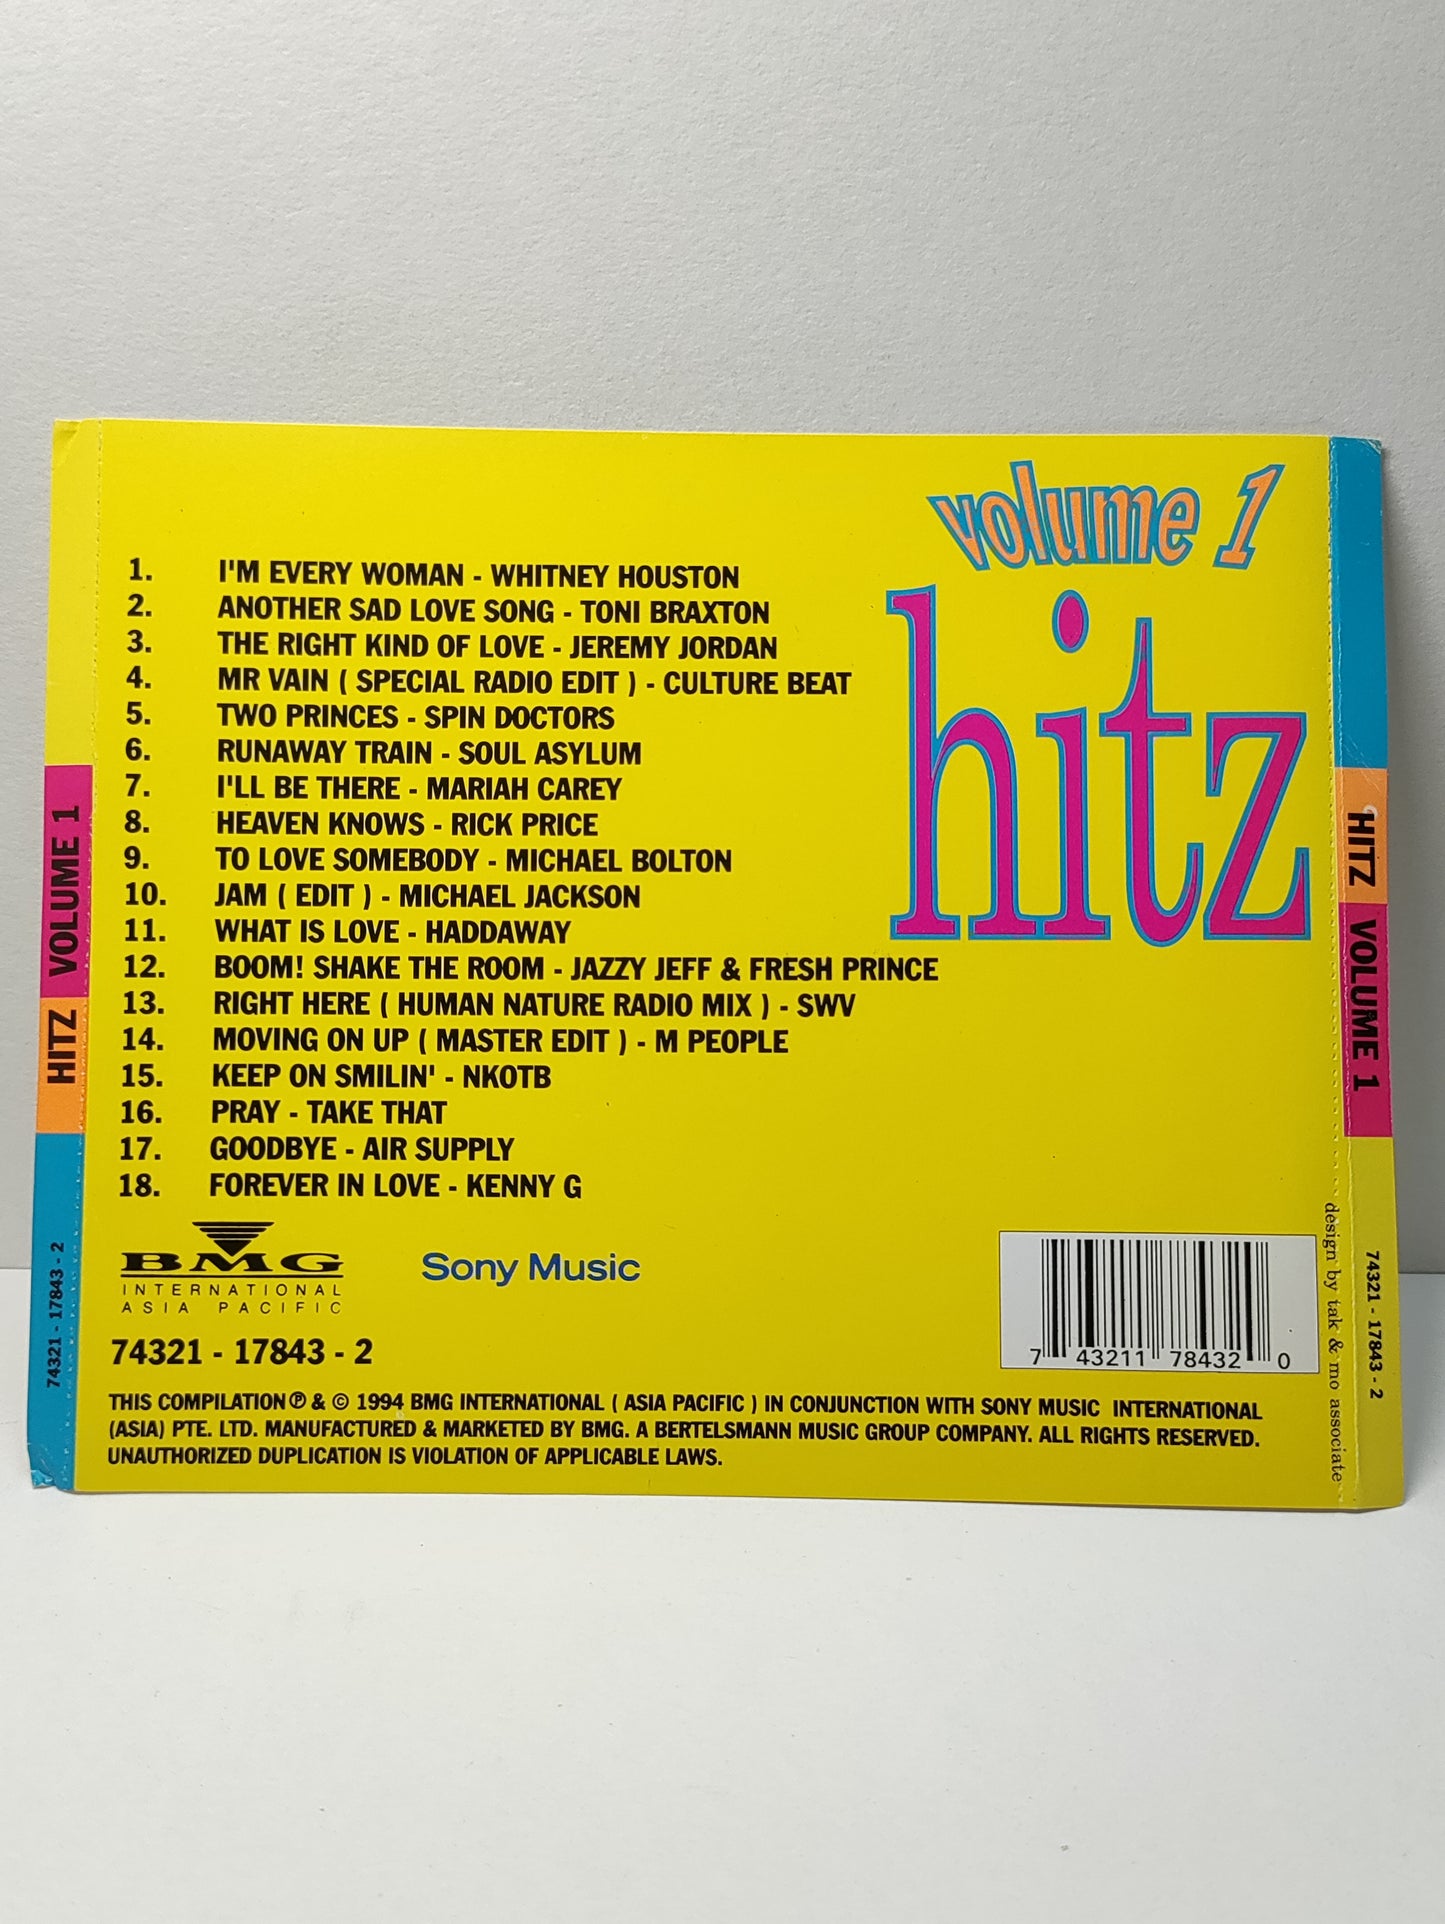 volume 1
hitz
1. I'M EVERY WOMAN - WHITNEY HOUSTON
2. ANOTHER SAD LOVE SONG - TONI BRAXTON
3. THE RIGHT KIND OF LOVE - JEREMY JORDAN
4. MR VAIN ( SPECIAL RADIO EDIT ) - CULTURE BEAT
5. TWO PRINCES - SPIN DOCTORS
6. RUNAWAY TRAIN - SOUL ASYLUM
7. I'LL BE THERE - MARIAH CAREY
8. HEAVEN KNOWS - RICK PRICE
9. TO LOVE SOMEBODY - MICHAEL BOLTON
10. JAM ( EDIT ) - MICHAEL JACKSON
11. WHAT IS LOVE - HADDAWAY
12. BOOM! SHAKE THE ROOM - JAZZY JEFF & FRESH PRINCE
13. RIGHT HERE ( HUMAN NATURE RADIO MIX ) - SWV
14. MOVING ON UP ( MASTER EDIT ) - M PEOPLE
15. KEEP ON SMILIN' - NKOTB
16. PRAY - TAKE THAT
17. GOODBYE - AIR SUPPLY
18. FOREVER IN LOVE - KENNY G
BMG
INTERNATIONAL
ASIA PACIFIC
Sony Music
74321 - 17843 - 2
7 43211 78432 0
THIS COMPILATION ℗ & © 1994 BMG INTERNATIONAL ( ASIA PACIFIC ) IN CONJUNCTION WITH SONY MUSIC INTERNATIONAL
(ASIA) PTE. LTD. MANUFACTURED & MARKETED BY BMG. A BERTELSMANN MUSIC GROUP COMPANY. ALL RIGHTS RESERVED.
UNAUTHORIZED DUPLICATION IS VIOLATION OF APPLICABLE LAWS.
design by tak & mo associate
HITZ VOLUME 1
74321 - 17843 - 2
HITZ VOLUME 1
74321 - 17843 - 2